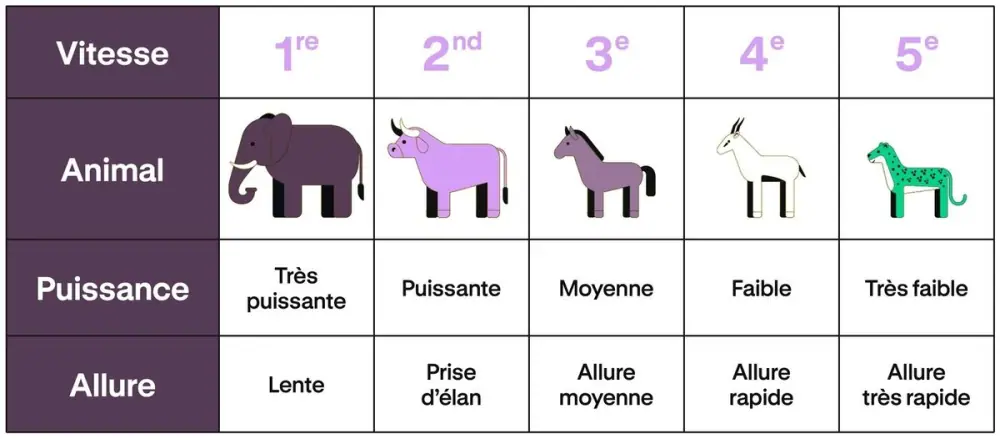 Vitesse 1re 2nd 3e 4e 5e
Animal
Puissance Très puissante Puissante Moyenne Faible Très faible
Allure Lente Prise d'élan Allure moyenne Allure rapide Allure très rapide